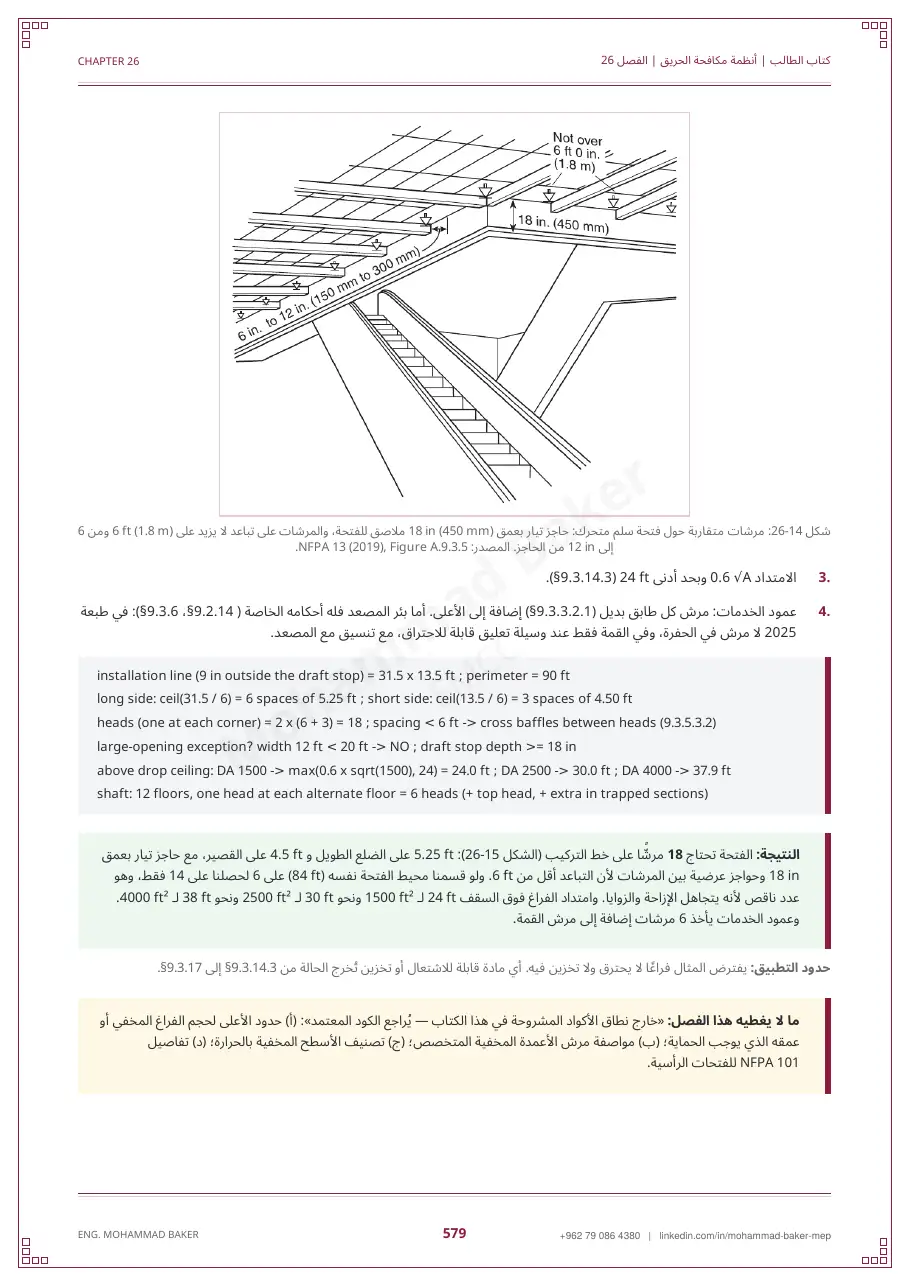 CHAPTER 26
كتاب الطالب | أنظمة مكافحة الحريق | الفصل 26
Not over
6 ft 0 in.
(1.8 m)
18 in. (450 mm)
6 in. to 12 in. (150 mm to 300 mm)
شكل 14-26: مرشات متقاربة حول فتحة سلم متحرك: حاجز تيار بعمق 18 in (450 mm) ملاصق للفتحة، والمرشات على تباعد لا يزيد على 6 ft (1.8 m) ومن 6
إلى 12 in من الحاجز. المصدر: NFPA 13 (2019), Figure A.9.3.5.
3. الامتداد 0.6 √A وبحد أدنى 24 ft (§9.3.14.3).
4. عمود الخدمات: مرش كل طابق بديل (§9.3.3.2.1) إضافة إلى الأعلى. أما بئر المصعد فله أحكامه الخاصة ( §9.2.14، §9.3.6): في طبعة
2025 لا مرش في الحفرة، وفي القمة فقط عند وسيلة تعليق قابلة للاحتراق، مع تنسيق مع المصعد.
installation line (9 in outside the draft stop) = 31.5 x 13.5 ft ; perimeter = 90 ft
long side: ceil(31.5 / 6) = 6 spaces of 5.25 ft ; short side: ceil(13.5 / 6) = 3 spaces of 4.50 ft
heads (one at each corner) = 2 x (6 + 3) = 18 ; spacing < 6 ft -> cross baffles between heads (9.3.5.3.2)
large-opening exception? width 12 ft < 20 ft -> NO ; draft stop depth >= 18 in
above drop ceiling: DA 1500 -> max(0.6 x sqrt(1500), 24) = 24.0 ft ; DA 2500 -> 30.0 ft ; DA 4000 -> 37.9 ft
shaft: 12 floors, one head at each alternate floor = 6 heads (+ top head, + extra in trapped sections)
النتيجة: الفتحة تحتاج 18 مرشًّا على خط التركيب (الشكل 15-26): 5.25 ft على الضلع الطويل و 4.5 ft على القصير، مع حاجز تيار بعمق
18 in وحواجز عرضية بين المرشات لأن التباعد أقل من 6 ft. ولو قسمنا محيط الفتحة نفسه (84 ft) على 6 لحصلنا على 14 فقط، وهو
عدد ناقص لأنه يتجاهل الإزاحة والزوايا. وامتداد الفراغ فوق السقف 24 ft لـ 1500 ft² ونحو 30 ft لـ 2500 ft² ونحو 38 ft لـ 4000 ft².
وعمود الخدمات يأخذ 6 مرشات إضافة إلى مرش القمة.
حدود التطبيق: يفترض المثال فراغًا لا يحترق ولا تخزين فيه. أي مادة قابلة للاشتعال أو تخزين تُخرج الحالة من §9.3.14.3 إلى §9.3.17.
ما لا يغطيه هذا الفصل: «خارج نطاق الأكواد المشروحة في هذا الكتاب — يُراجع الكود المعتمد»: (أ) حدود الأعلى لحجم الفراغ المخفي أو
عمقه الذي يوجب الحماية؛ (ب) مواصفة مرش الأعمدة المخفية المتخصص؛ (ج) تصنيف الأسطح المخفية بالحرارة؛ (د) تفاصيل
NFPA 101 للفتحات الرأسية.
Mohammad Baker
ENG. MOHAMMAD BAKER
579
+962 79 086 4380 | linkedin.com/in/mohammad-baker-mep